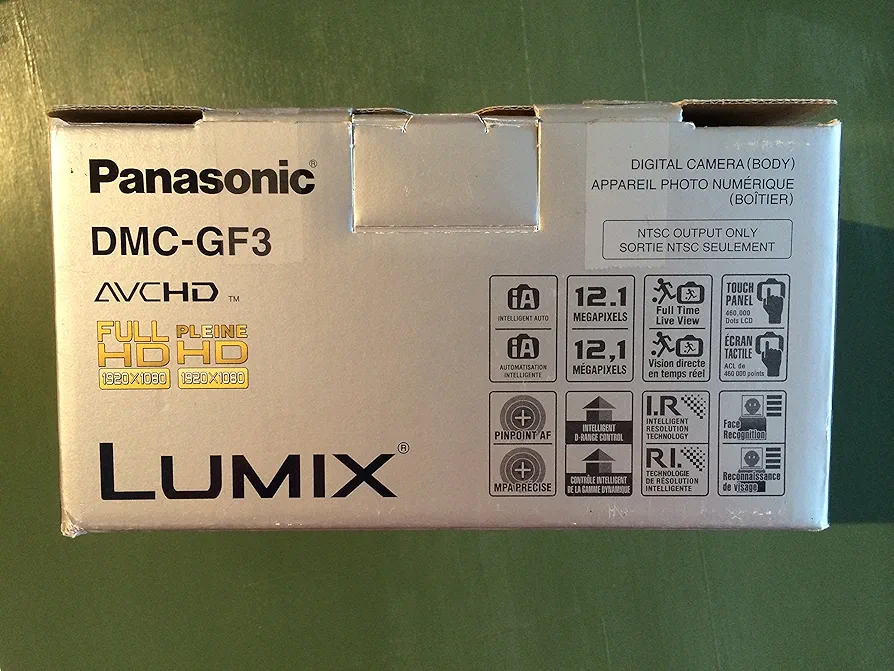 Panasonic®
DMC-GF3
AVCHD™
FULL HD 1920×1080
PLEINE HD 1920×1080
LUMIX®
DIGITAL CAMERA (BODY)
APPAREIL PHOTO NUMÉRIQUE
(BOÎTIER)
NTSC OUTPUT ONLY
SORTIE NTSC SEULEMENT
iA
INTELLIGENT AUTO
iA
AUTOMATISATION
INTELLIGENTE
12.1
MEGAPIXELS
12,1
MÉGAPIXELS
Full Time
Live View
Vision directe
en temps réel
TOUCH
PANEL
460,000
Dots LCD
ÉCRAN
TACTILE
ACL de
460 000 points
PINPOINT AF
MPA PRÉCISE
INTELLIGENT
D-RANGE CONTROL
CONTRÔLE INTELLIGENT
DE LA GAMME DYNAMIQUE
I.R
INTELLIGENT
RESOLUTION
TECHNOLOGY
R.I.
TECHNOLOGIE
DE RÉSOLUTION
INTELLIGENTE
Face
Recognition
Reconnaissance
de visage